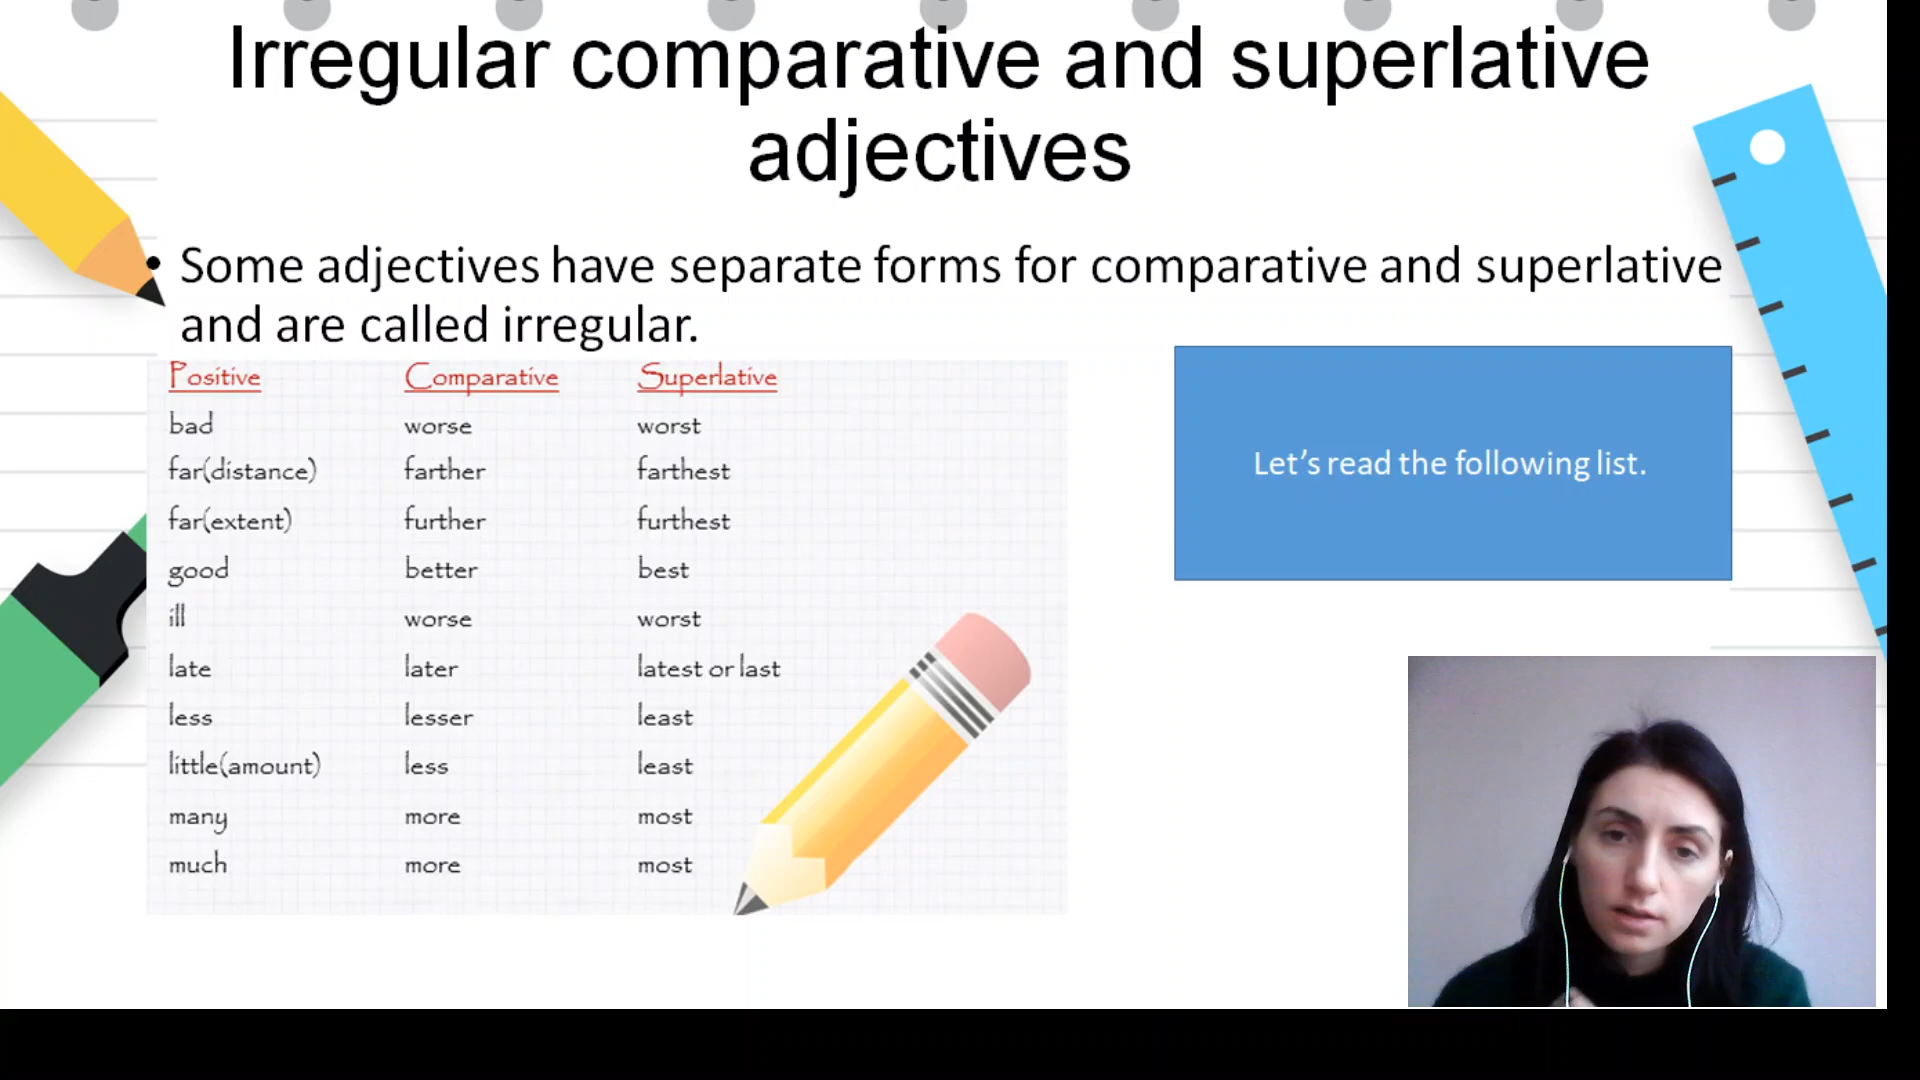 Irregular comparative and superlative
adjectives
• Some adjectives have separate forms for comparative and superlative
and are called irregular.
Positive Comparative Superlative
bad worse worst
far(distance) farther farthest
far(extent) further furthest
good better best
ill worse worst
late later latest or last
less lesser least
little(amount) less least
many more most
much more most
Let's read the following list.